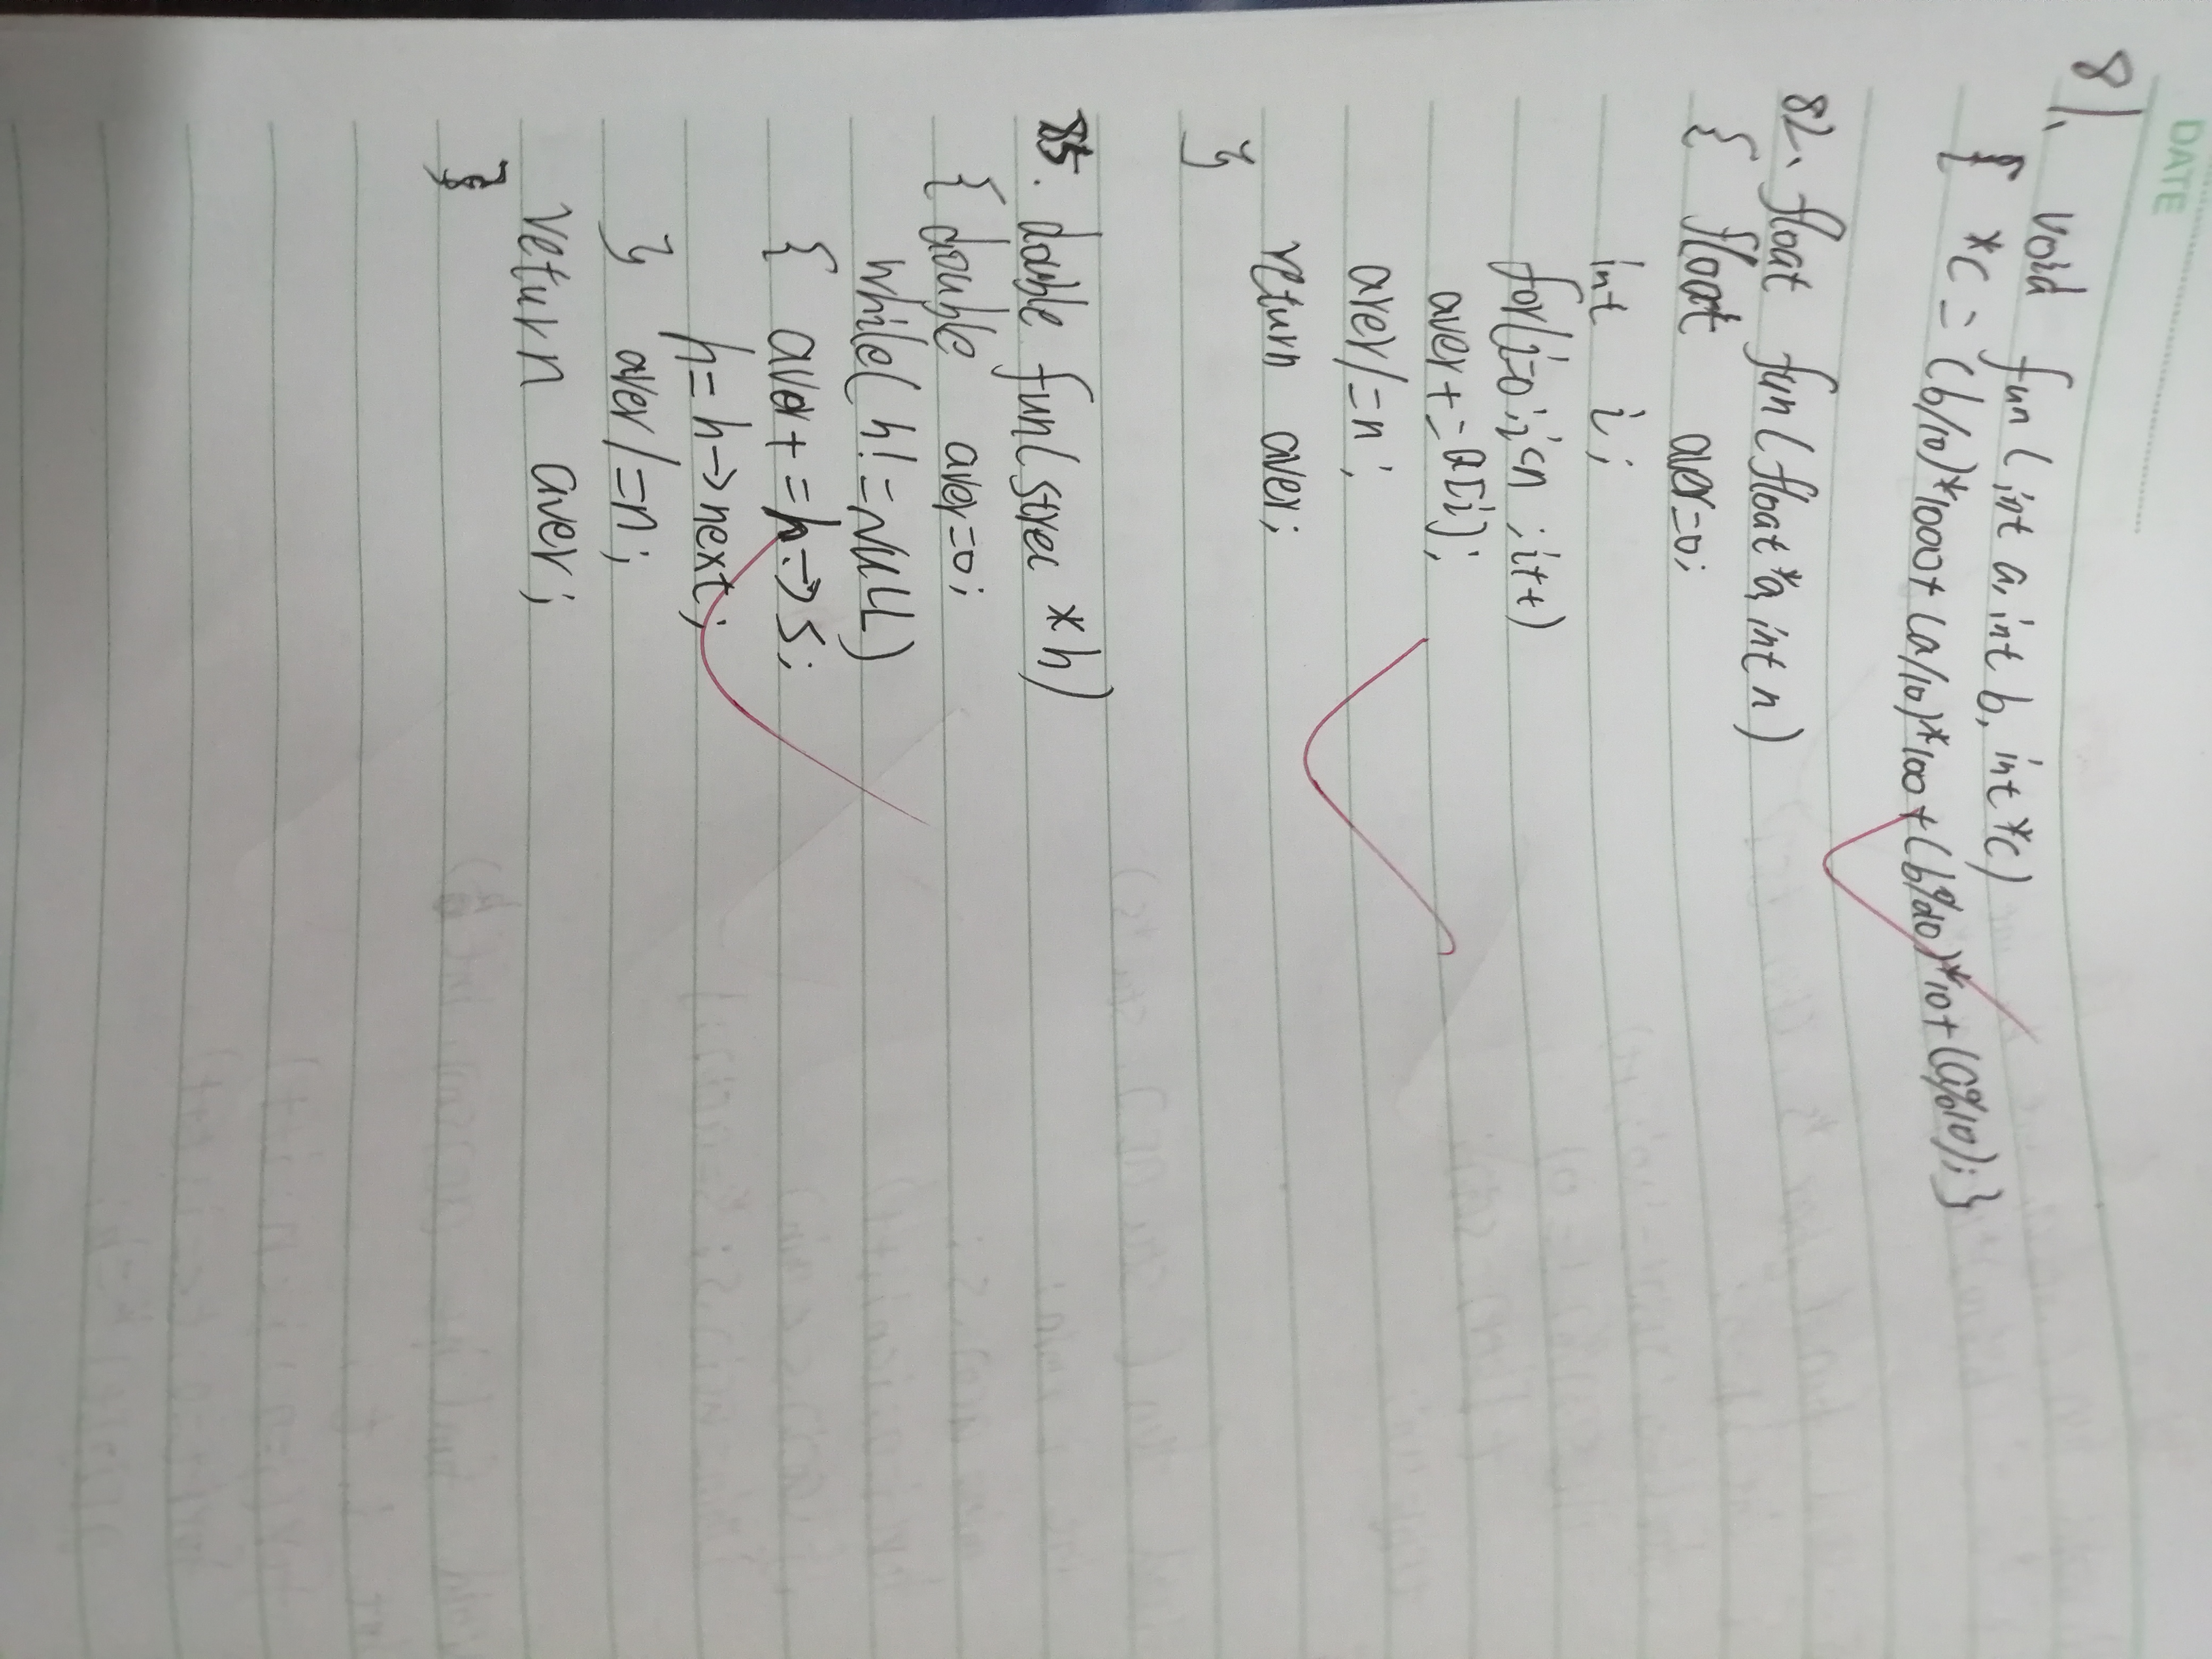 DATE
81. void fun(int a, int b, int *c)
{ *c=(b/10)*1000+(a/10)*100+(b%10)*10+(a%10);}
82. float fun(float *a, int n)
{ float aver=0;
int i;
for(i=0;i<n;i++)
aver+=a[i];
aver/=n;
return aver;
}
85. double fun(strec *h)
{ double aver=0;
while(h!=NULL)
{ aver+=h->s;
h=h->next;
} aver/=n;
return aver;
}